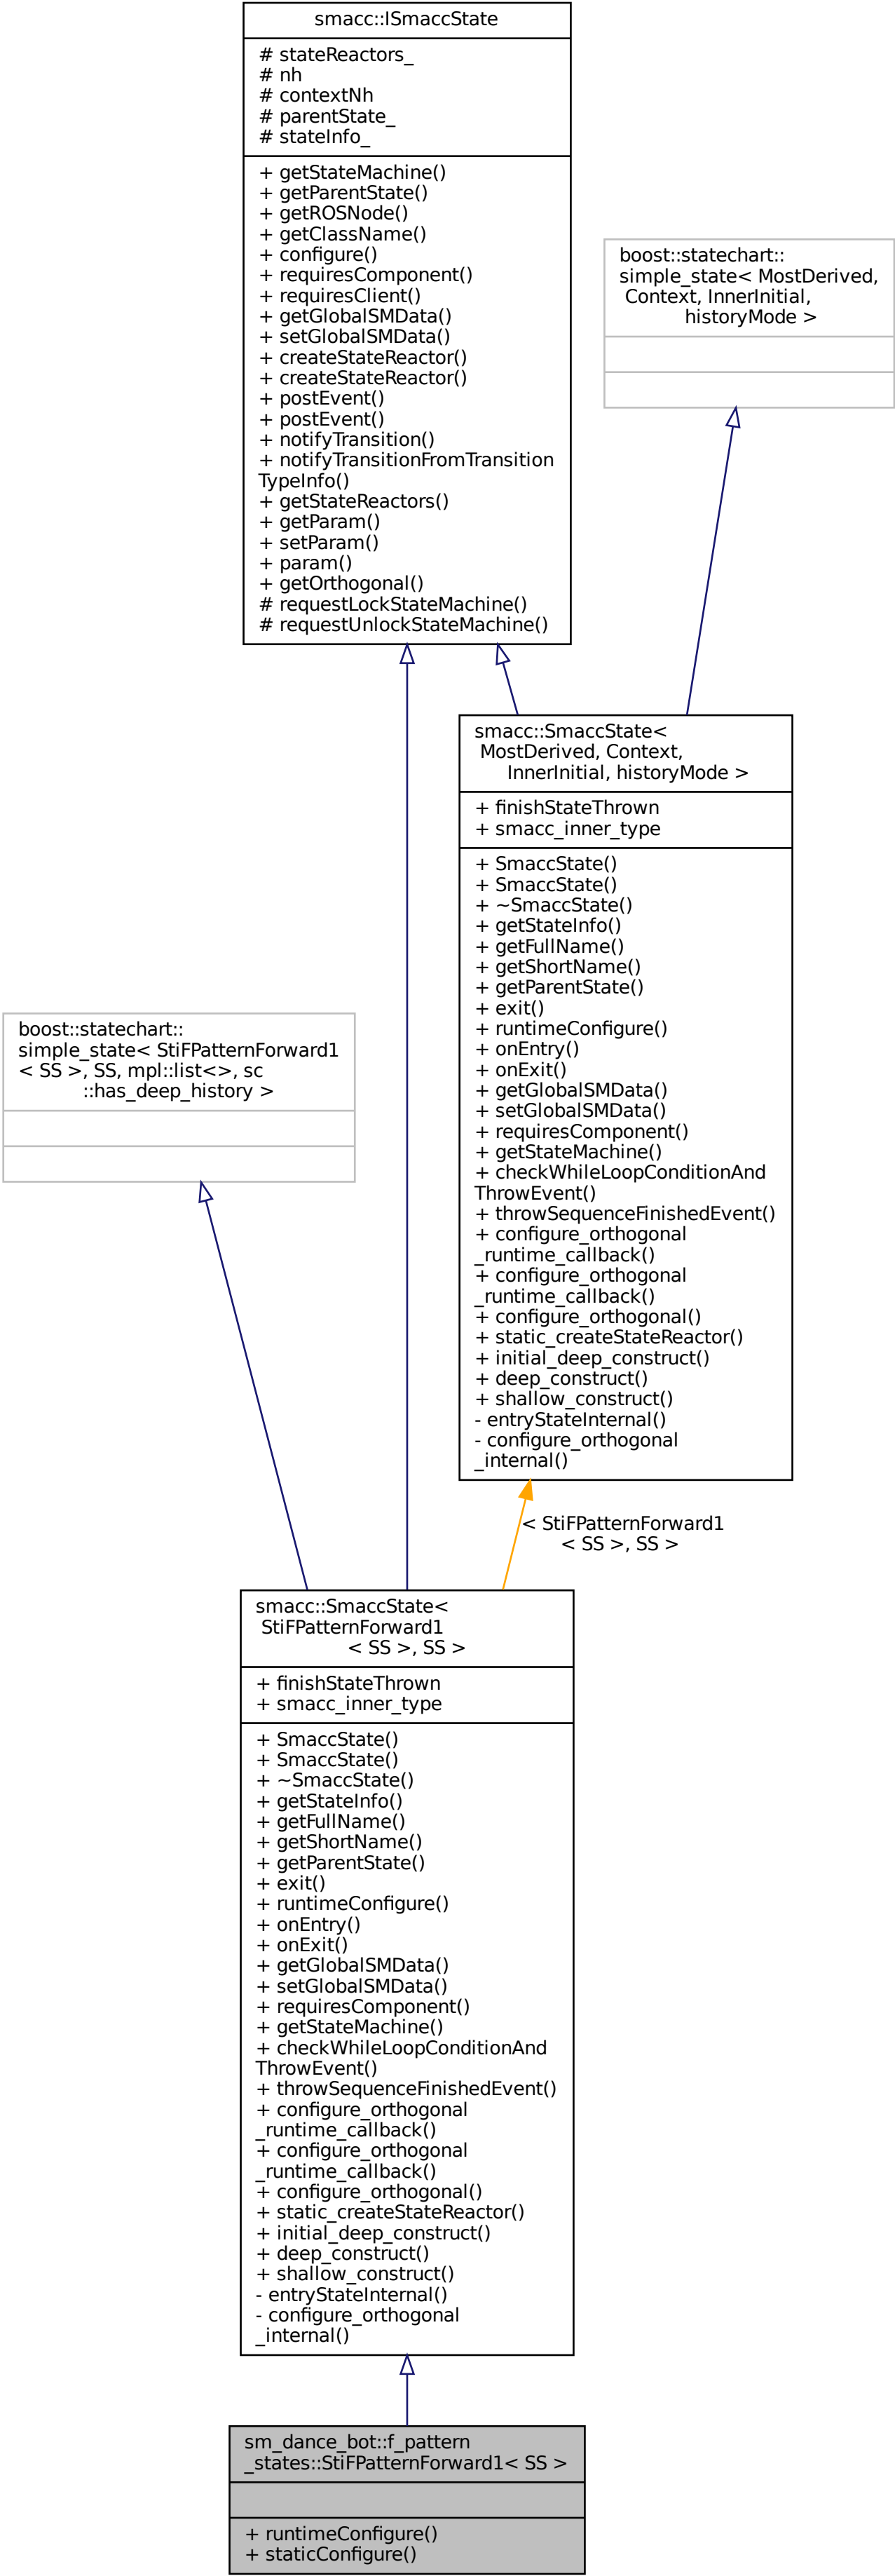 smacc::ISmaccState
# stateReactors_
# nh
# contextNh
# parentState_
# stateInfo_
+ getStateMachine()
+ getParentState()
+ getROSNode()
+ getClassName()
+ configure()
+ requiresComponent()
+ requiresClient()
+ getGlobalSMData()
+ setGlobalSMData()
+ createStateReactor()
+ createStateReactor()
+ postEvent()
+ postEvent()
+ notifyTransition()
+ notifyTransitionFromTransition
TypeInfo()
+ getStateReactors()
+ getParam()
+ setParam()
+ param()
+ getOrthogonal()
# requestLockStateMachine()
# requestUnlockStateMachine()
boost::statechart::
simple_state< MostDerived,
Context, InnerInitial,
historyMode >
smacc::SmaccState<
MostDerived, Context,
InnerInitial, historyMode >
+ finishStateThrown
+ smacc_inner_type
+ SmaccState()
+ SmaccState()
+ ~SmaccState()
+ getStateInfo()
+ getFullName()
+ getShortName()
+ getParentState()
+ exit()
+ runtimeConfigure()
+ onEntry()
+ onExit()
+ getGlobalSMData()
+ setGlobalSMData()
+ requiresComponent()
+ getStateMachine()
+ checkWhileLoopConditionAnd
ThrowEvent()
+ throwSequenceFinishedEvent()
+ configure_orthogonal
_runtime_callback()
+ configure_orthogonal
_runtime_callback()
+ configure_orthogonal()
+ static_createStateReactor()
+ initial_deep_construct()
+ deep_construct()
+ shallow_construct()
- entryStateInternal()
- configure_orthogonal
_internal()
boost::statechart::
simple_state< StiFPatternForward1
< SS >, SS, mpl::list<>, sc
::has_deep_history >
< StiFPatternForward1
< SS >, SS >
smacc::SmaccState<
StiFPatternForward1
< SS >, SS >
+ finishStateThrown
+ smacc_inner_type
+ SmaccState()
+ SmaccState()
+ ~SmaccState()
+ getStateInfo()
+ getFullName()
+ getShortName()
+ getParentState()
+ exit()
+ runtimeConfigure()
+ onEntry()
+ onExit()
+ getGlobalSMData()
+ setGlobalSMData()
+ requiresComponent()
+ getStateMachine()
+ checkWhileLoopConditionAnd
ThrowEvent()
+ throwSequenceFinishedEvent()
+ configure_orthogonal
_runtime_callback()
+ configure_orthogonal
_runtime_callback()
+ configure_orthogonal()
+ static_createStateReactor()
+ initial_deep_construct()
+ deep_construct()
+ shallow_construct()
- entryStateInternal()
- configure_orthogonal
_internal()
sm_dance_bot::f_pattern
_states::StiFPatternForward1< SS >
+ runtimeConfigure()
+ staticConfigure()